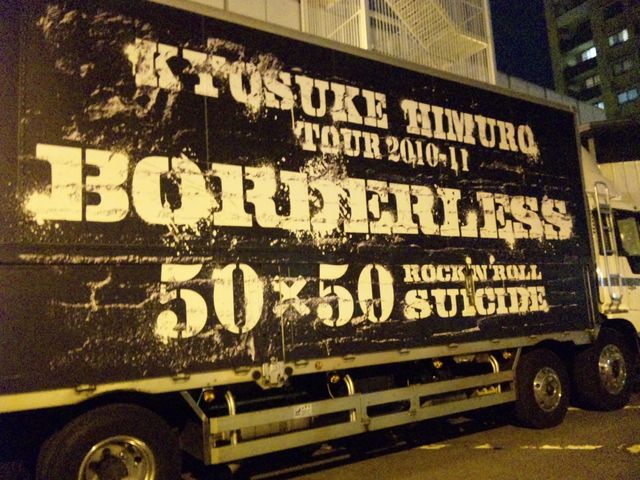 KYOSUKE HIMURO
TOUR 2010-11
BORDERLESS
50×50 ROCK'N'ROLL
SUICIDE